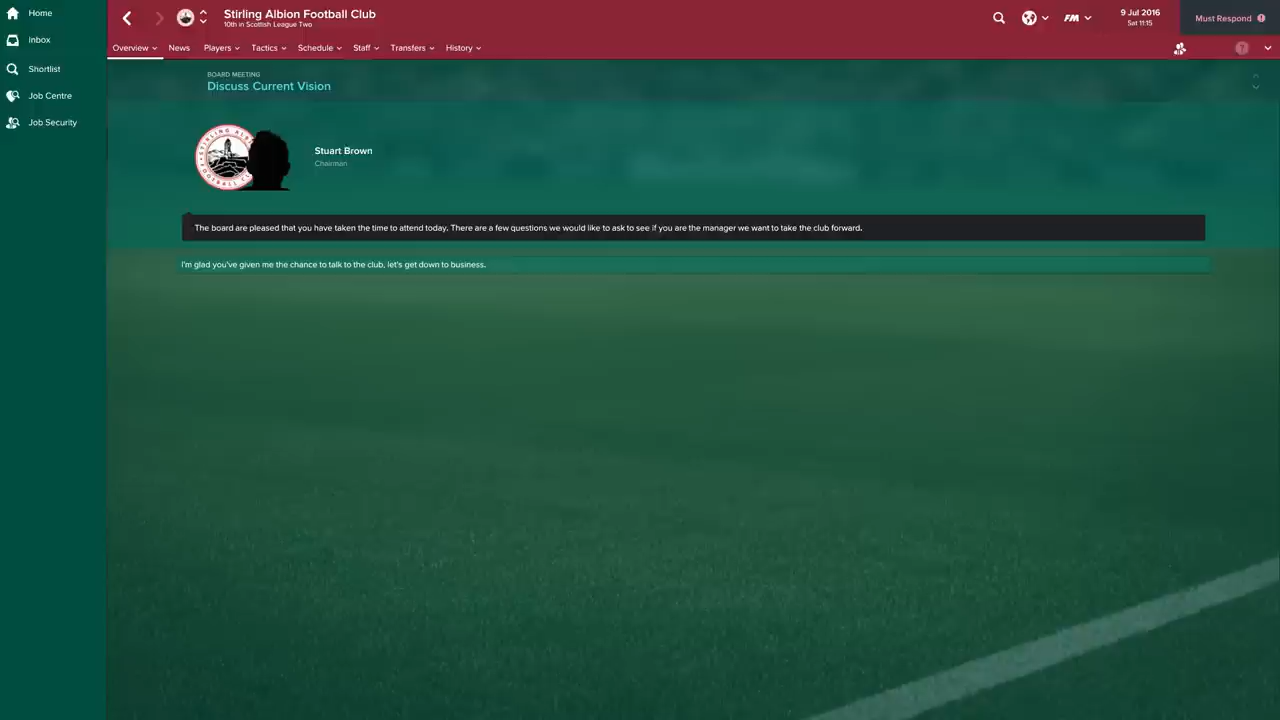 Home
Inbox
Shortlist
Job Centre
Job Security
Stirling Albion Football Club
10th in Scottish League Two
FM
9 Jul 2016
Sat 11:15
Must Respond
Overview
News
Players
Tactics
Schedule
Staff
Transfers
History
BOARD MEETING
Discuss Current Vision
Stuart Brown
Chairman
The board are pleased that you have taken the time to attend today. There are a few questions we would like to ask to see if you are the manager we want to take the club forward.
I'm glad you've given me the chance to talk to the club, let's get down to business.